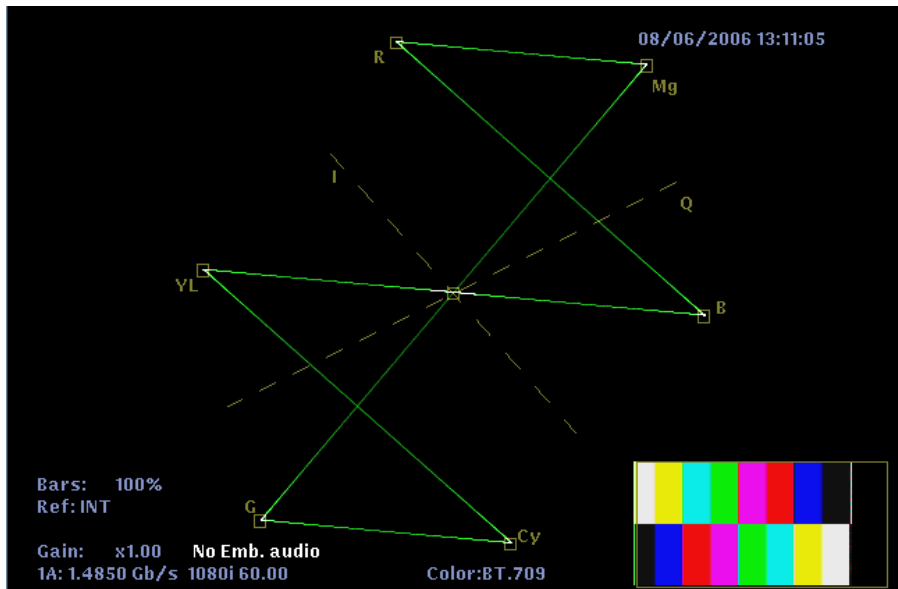 08/06/2006 13:11:05
R
Mg
I
Q
YL
B
Bars: 100%
Ref: INT
G
Cy
Gain: x1.00 No Emb. audio
1A: 1.4850 Gb/s 1080i 60.00 Color:BT.709